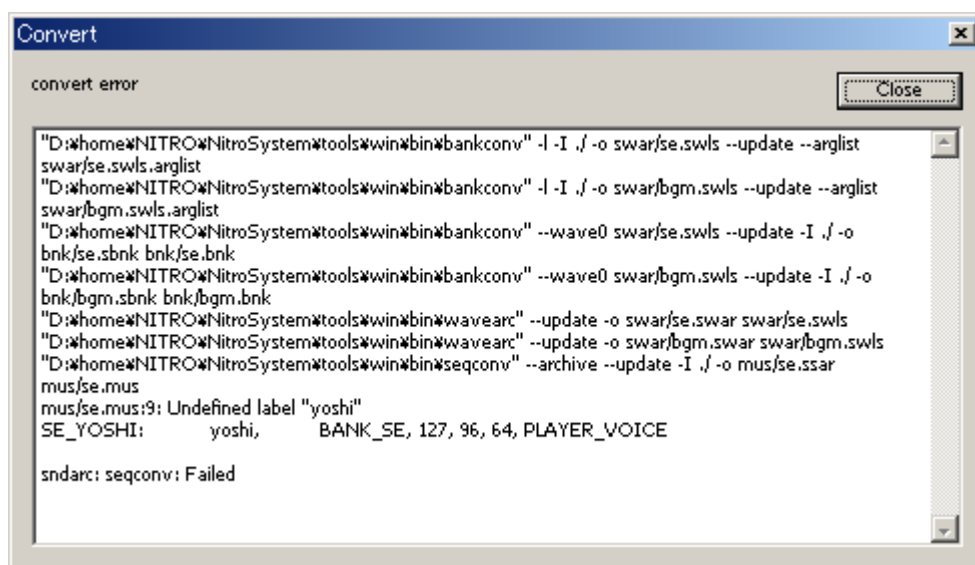 Convert
convert error
Close
"D:¥home¥NITRO¥NitroSystem¥tools¥win¥bin¥bankconv" -l -I ./ -o swar/se.swls --update --arglist
swar/se.swls.arglist
"D:¥home¥NITRO¥NitroSystem¥tools¥win¥bin¥bankconv" -l -I ./ -o swar/bgm.swls --update --arglist
swar/bgm.swls.arglist
"D:¥home¥NITRO¥NitroSystem¥tools¥win¥bin¥bankconv" --wave0 swar/se.swls --update -I ./ -o
bnk/se.sbnk bnk/se.bnk
"D:¥home¥NITRO¥NitroSystem¥tools¥win¥bin¥bankconv" --wave0 swar/bgm.swls --update -I ./ -o
bnk/bgm.sbnk bnk/bgm.bnk
"D:¥home¥NITRO¥NitroSystem¥tools¥win¥bin¥wavearc" --update -o swar/se.swar swar/se.swls
"D:¥home¥NITRO¥NitroSystem¥tools¥win¥bin¥wavearc" --update -o swar/bgm.swar swar/bgm.swls
"D:¥home¥NITRO¥NitroSystem¥tools¥win¥bin¥seqconv" --archive --update -I ./ -o mus/se.ssar
mus/se.mus
mus/se.mus:9: Undefined label "yoshi"
SE_YOSHI: yoshi, BANK_SE, 127, 96, 64, PLAYER_VOICE
sndarc: seqconv: Failed